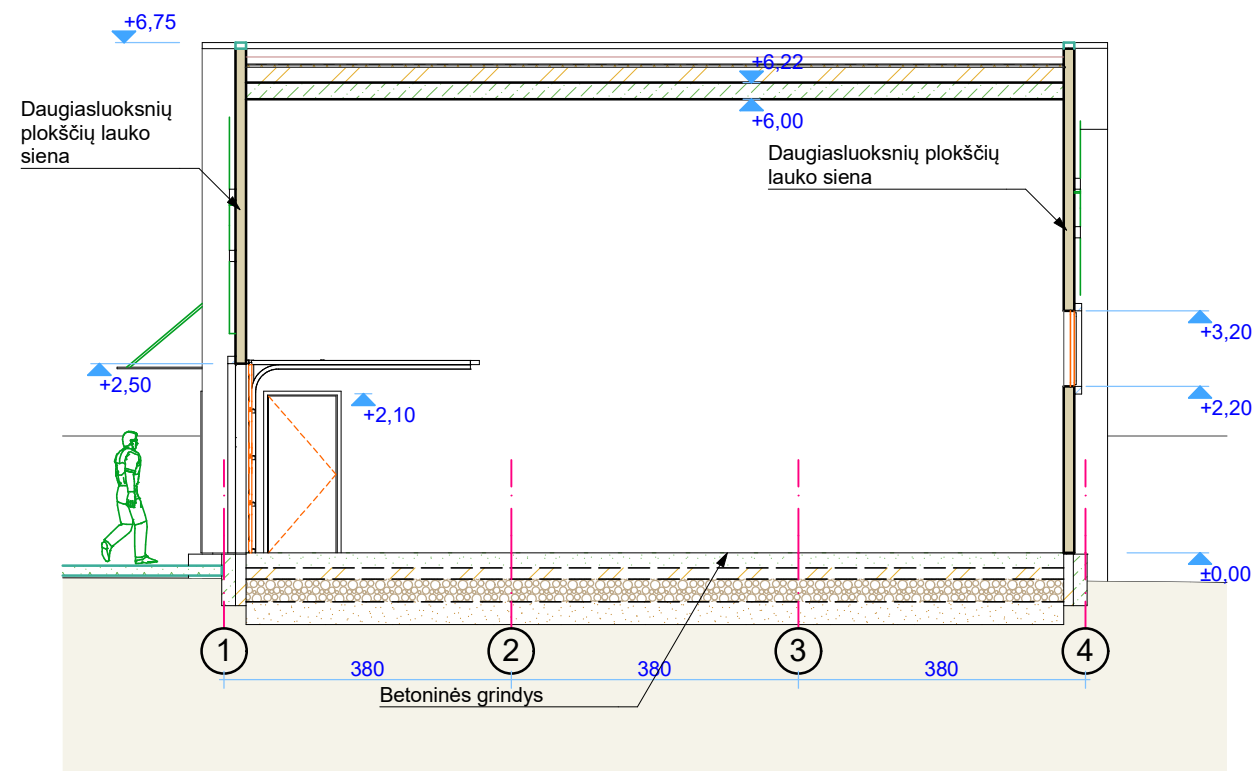 +6,75
+6,22
+6,00
Daugiasluoksnių
plokščių lauko
siena
Daugiasluoksnių plokščių
lauko siena
+3,20
+2,50
+2,20
+2,10
±0,00
1
2
3
4
380
380
380
Betoninės grindys